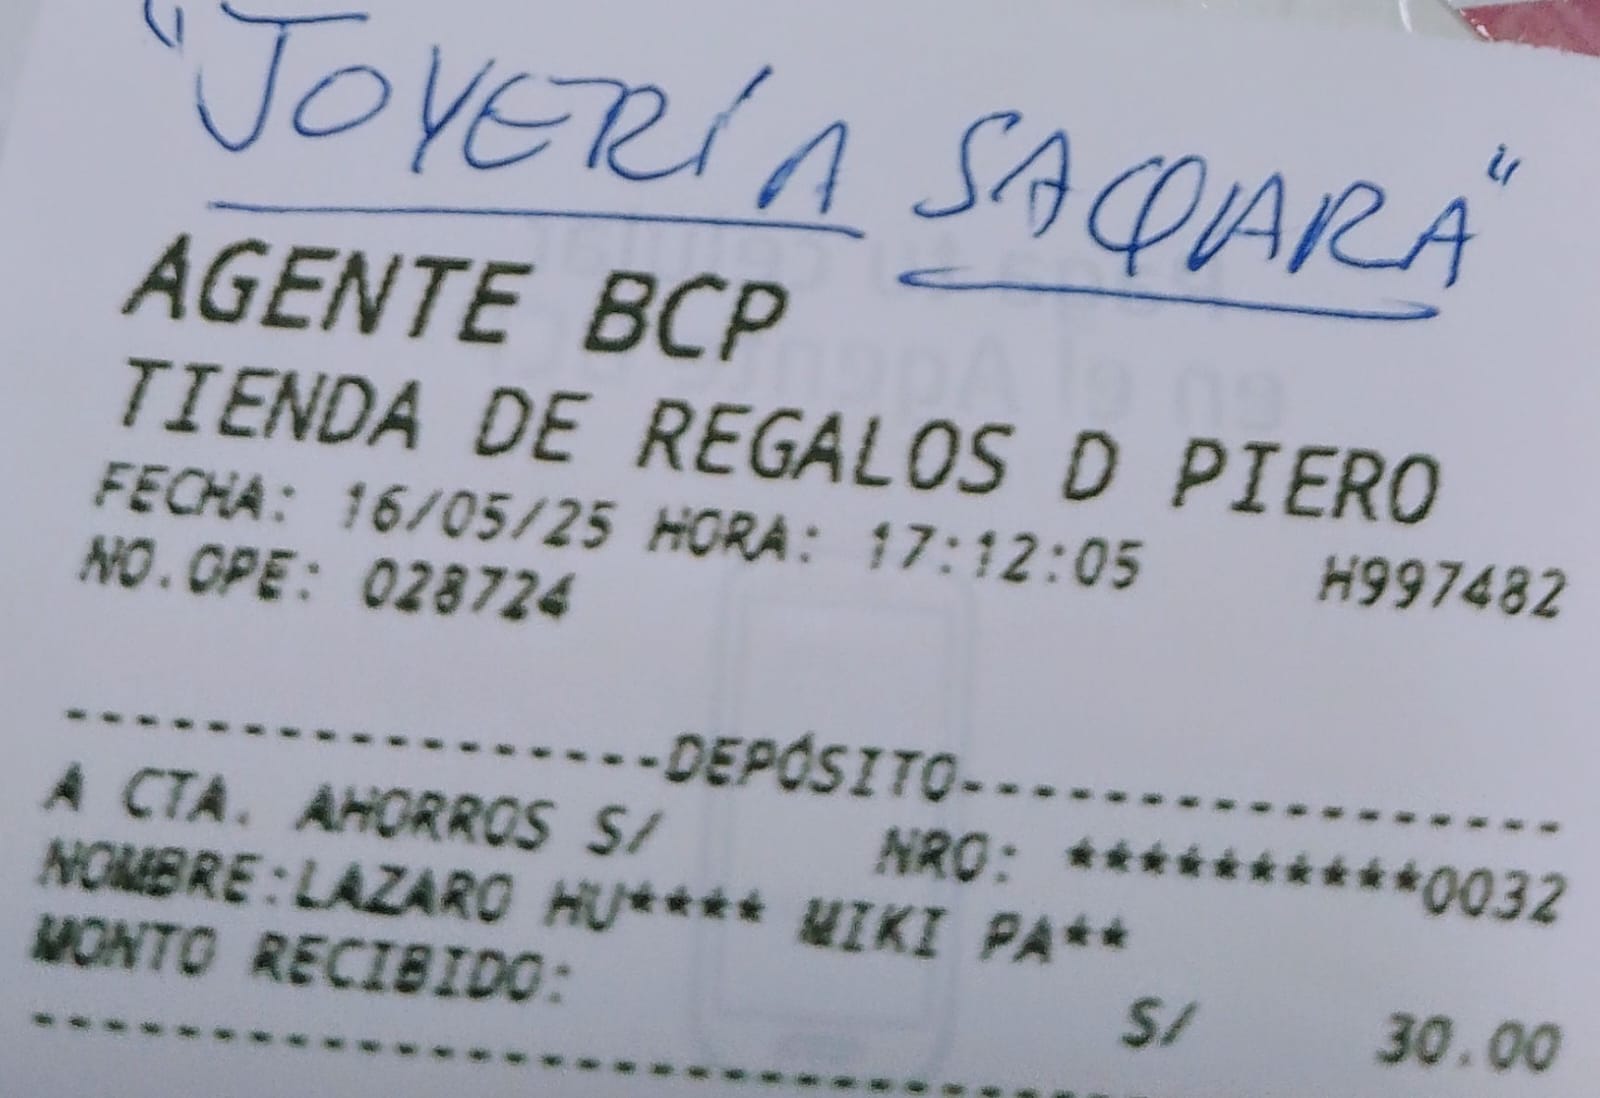 "JOYERÍA SAQARA"
AGENTE BCP
TIENDA DE REGALOS D PIERO
FECHA: 16/05/25 HORA: 17:12:05 H997482
NO.OPE: 028724
------------------DEPÓSITO------------------
A CTA. AHORROS S/ NRO: **********0032
NOMBRE:LAZARO HU**** MIKI PA**
MONTO RECIBIDO: S/ 30.00